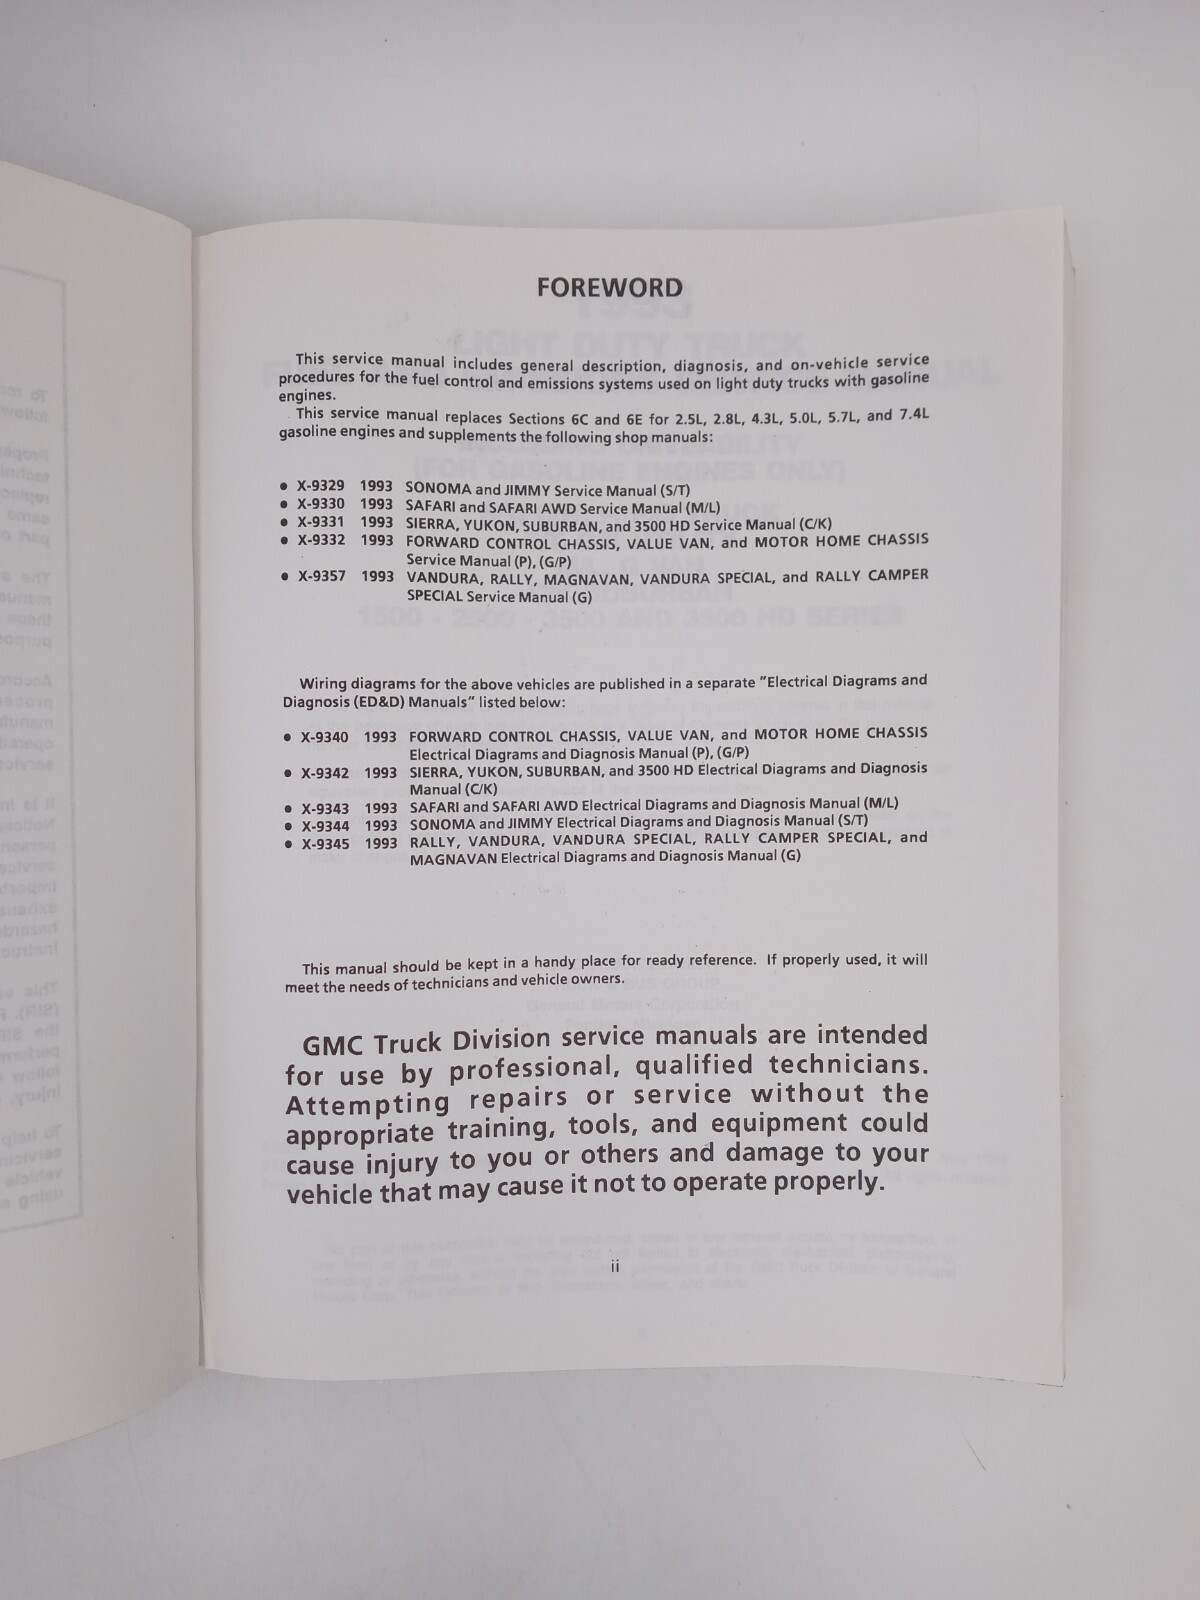 FOREWORD
This service manual includes general description, diagnosis, and on-vehicle service
procedures for the fuel control and emissions systems used on light duty trucks with gasoline
engines.
This service manual replaces Sections 6C and 6E for 2.5L, 2.8L, 4.3L, 5.0L, 5.7L, and 7.4L
gasoline engines and supplements the following shop manuals:
● X-9329 1993 SONOMA and JIMMY Service Manual (S/T)
● X-9330 1993 SAFARI and SAFARI AWD Service Manual (M/L)
● X-9331 1993 SIERRA, YUKON, SUBURBAN, and 3500 HD Service Manual (C/K)
● X-9332 1993 FORWARD CONTROL CHASSIS, VALUE VAN, and MOTOR HOME CHASSIS
Service Manual (P), (G/P)
● X-9357 1993 VANDURA, RALLY, MAGNAVAN, VANDURA SPECIAL, and RALLY CAMPER
SPECIAL Service Manual (G)
Wiring diagrams for the above vehicles are published in a separate "Electrical Diagrams and
Diagnosis (ED&D) Manuals" listed below:
● X-9340 1993 FORWARD CONTROL CHASSIS, VALUE VAN, and MOTOR HOME CHASSIS
Electrical Diagrams and Diagnosis Manual (P), (G/P)
● X-9342 1993 SIERRA, YUKON, SUBURBAN, and 3500 HD Electrical Diagrams and Diagnosis
Manual (C/K)
● X-9343 1993 SAFARI and SAFARI AWD Electrical Diagrams and Diagnosis Manual (M/L)
● X-9344 1993 SONOMA and JIMMY Electrical Diagrams and Diagnosis Manual (S/T)
● X-9345 1993 RALLY, VANDURA, VANDURA SPECIAL, RALLY CAMPER SPECIAL, and
MAGNAVAN Electrical Diagrams and Diagnosis Manual (G)
This manual should be kept in a handy place for ready reference. If properly used, it will
meet the needs of technicians and vehicle owners.
GMC Truck Division service manuals are intended
for use by professional, qualified technicians.
Attempting repairs or service without the
appropriate training, tools, and equipment could
cause injury to you or others and damage to your
vehicle that may cause it not to operate properly.
ii